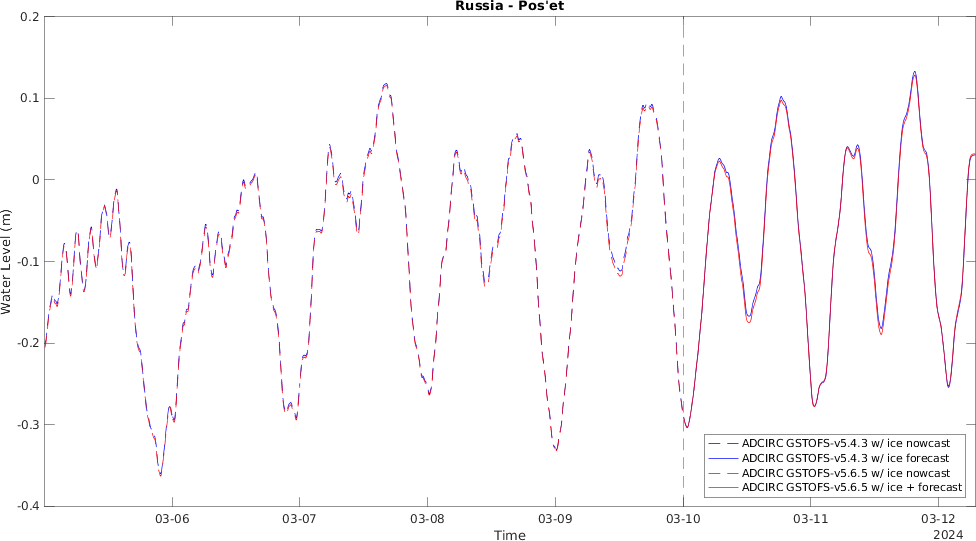 Russia - Pos'et
0.2
0.1
0
-0.1
-0.2
-0.3
-0.4
Water Level (m)
03-06 03-07 03-08 03-09 03-10 03-11 03-12
Time
2024
ADCIRC GSTOFS-v5.4.3 w/ ice nowcast
ADCIRC GSTOFS-v5.4.3 w/ ice forecast
ADCIRC GSTOFS-v5.6.5 w/ ice nowcast
ADCIRC GSTOFS-v5.6.5 w/ ice + forecast